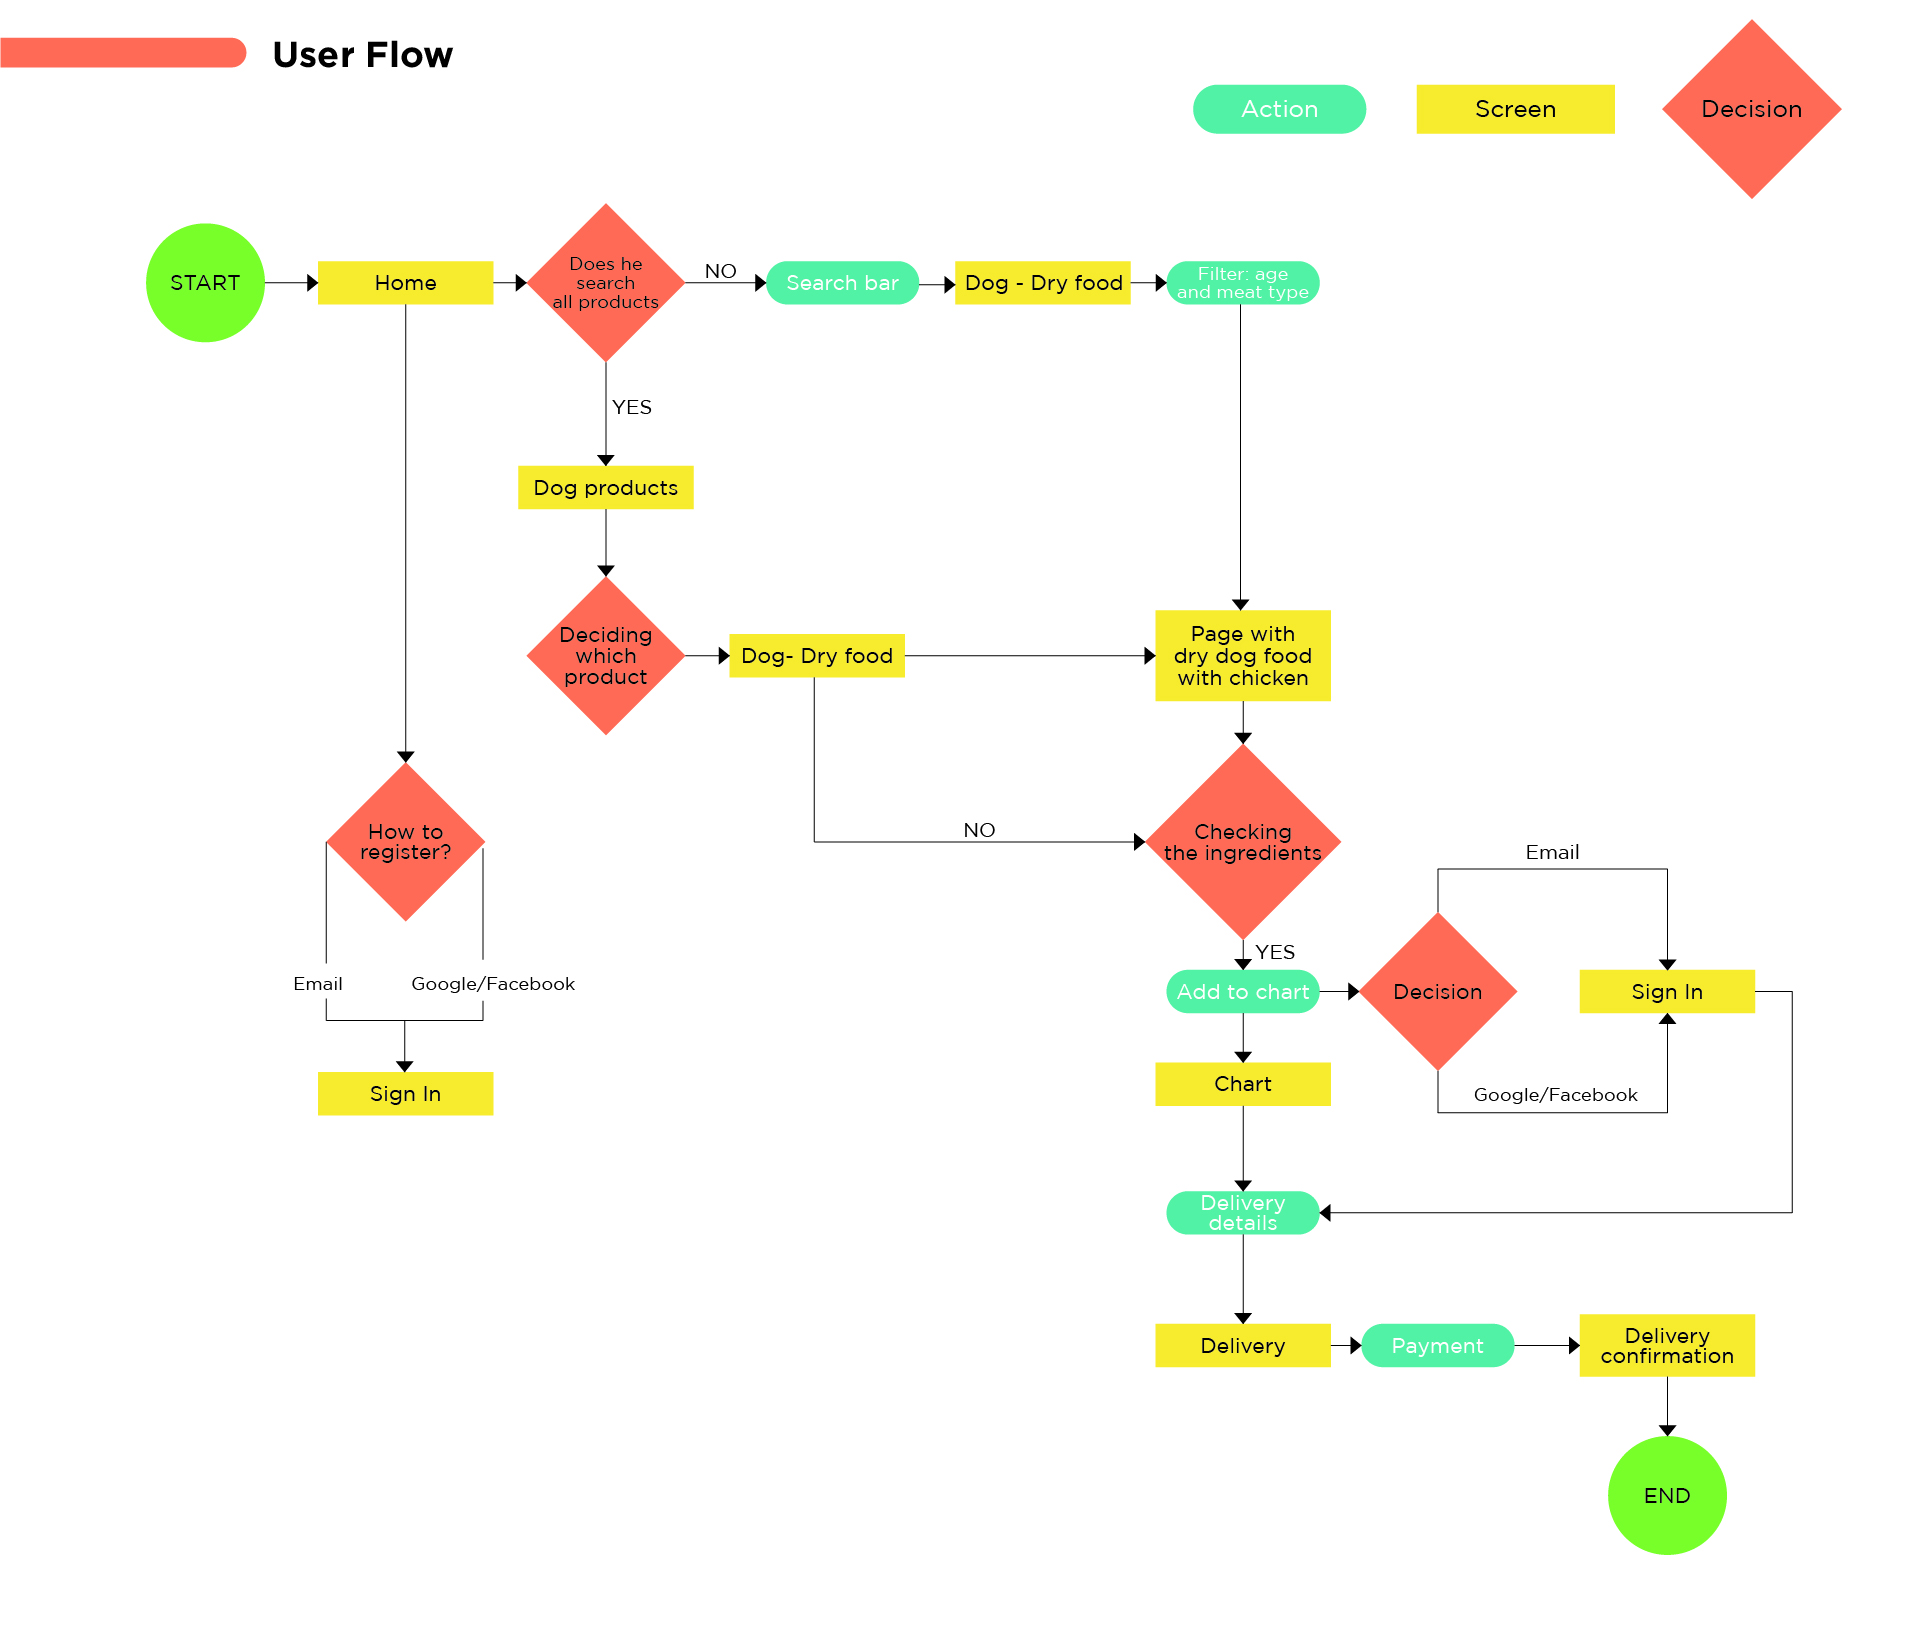 User Flow
Action
Screen
Decision
START
Home
Does he
search
all products
NO
Search bar
Dog - Dry food
Filter: age
and meat type
YES
Dog products
Deciding
which
product
Dog- Dry food
Page with
dry dog food
with chicken
How to
register?
NO
Checking
the ingredients
Email
YES
Email
Google/Facebook
Add to chart
Decision
Sign In
Sign In
Chart
Google/Facebook
Delivery
details
Delivery
Payment
Delivery
confirmation
END